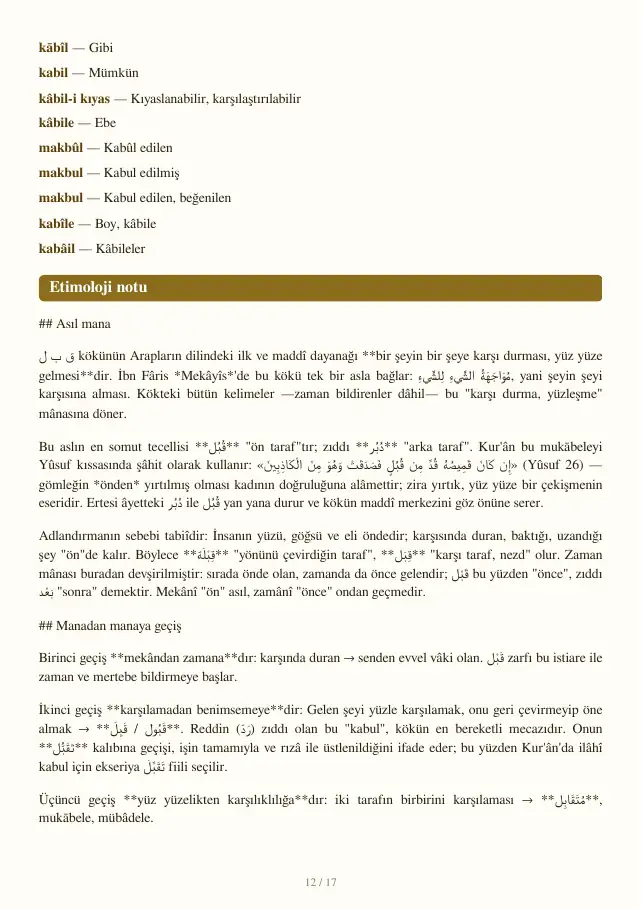 kābîl — Gibi
kabil — Mümkün
kâbil-i kıyas — Kıyaslanabilir, karşılaştırılabilir
kâbile — Ebe
makbûl — Kabûl edilen
makbul — Kabul edilmiş
makbul — Kabul edilen, beğenilen
kabîle — Boy, kâbile
kabâil — Kâbileler
Etimoloji notu
## Asıl mana
ق ب ل kökünün Arapların dilindeki ilk ve maddî dayanağı **bir şeyin bir şeye karşı durması, yüz yüze
gelmesi**dir. İbn Fâris *Mekâyîs*'de bu kökü tek bir asla bağlar: مُوَاجَهَةُ الشَّيءِ لِلشَّيءِ, yani şeyin şeyi
karşısına alması. Kökteki bütün kelimeler —zaman bildirenler dâhil— bu "karşı durma, yüzleşme"
mânasına döner.
Bu aslın en somut tecellisi **قُبُل** "ön taraf"tır; zıddı **دُبُر** "arka taraf". Kur'ân bu mukābeleyi
Yûsuf kıssasında şâhit olarak kullanır: «إِن كَانَ قَمِيصُهُ قُدَّ مِن قُبُلٍ فَصَدَقَتْ وَهُوَ مِنَ الْكَاذِبِينَ» (Yûsuf 26) —
gömleğin *önden* yırtılmış olması kadının doğruluğuna alâmettir; zira yırtık, yüz yüze bir çekişmenin
eseridir. Ertesi âyetteki دُبُر ile قُبُل yan yana durur ve kökün maddî merkezini göz önüne serer.
Adlandırmanın sebebi tabiîdir: İnsanın yüzü, göğsü ve eli öndedir; karşısında duran, baktığı, uzandığı
şey "ön"de kalır. Böylece **قِبْلَة** "yönünü çevirdiğin taraf", **قِبَل** "karşı taraf, nezd" olur. Zaman
mânası buradan devşirilmiştir: sırada önde olan, zamanda da önce gelendir; قَبْل bu yüzden "önce", zıddı
بَعْد "sonra" demektir. Mekânî "ön" asıl, zamânî "önce" ondan geçmedir.
## Manadan manaya geçiş
Birinci geçiş **mekândan zamana**dır: karşında duran → senden evvel vâki olan. قَبْل zarfı bu istiare ile
zaman ve mertebe bildirmeye başlar.
İkinci geçiş **karşılamadan benimsemeye**dir: Gelen şeyi yüzle karşılamak, onu geri çevirmeyip öne
almak → **قَبِلَ / قَبُول**. Reddin (رَدّ) zıddı olan bu "kabul", kökün en bereketli mecazıdır. Onun
**تَقَبُّل** kalıbına geçişi, işin tamamıyla ve rızâ ile üstlenildiğini ifade eder; bu yüzden Kur'ân'da ilâhî
kabul için ekseriya تَقَبَّلَ fiili seçilir.
Üçüncü geçiş **yüz yüzelikten karşılıklılığa**dır: iki tarafın birbirini karşılaması → **مُتَقَابِل**,
mukābele, mübâdele.
12 / 17